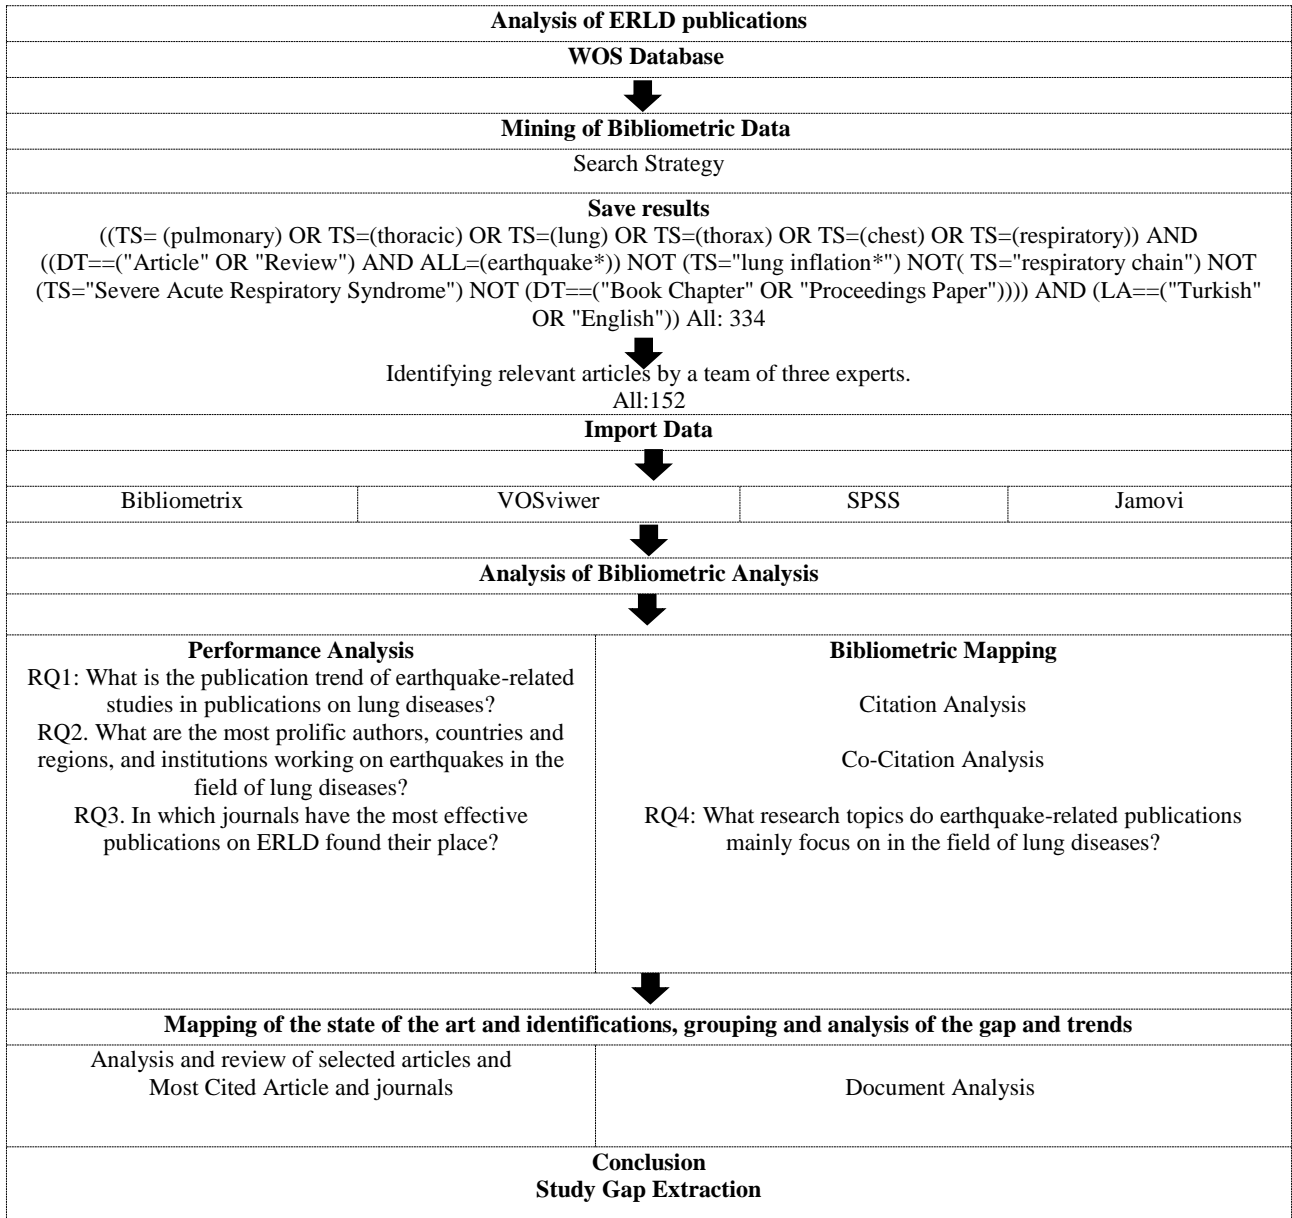 Analysis of ERLD publications
WOS Database
Mining of Bibliometric Data
Search Strategy
Save results
((TS= (pulmonary) OR TS=(thoracic) OR TS=(lung) OR TS=(thorax) OR TS=(chest) OR TS=(respiratory)) AND
((DT==("Article" OR "Review") AND ALL=(earthquake*)) NOT (TS="lung inflation*") NOT( TS="respiratory chain") NOT
(TS="Severe Acute Respiratory Syndrome") NOT (DT==("Book Chapter" OR "Proceedings Paper")))) AND (LA==("Turkish"
OR "English")) All: 334
Identifying relevant articles by a team of three experts.
All:152
Import Data
Bibliometrix
VOSviwer
SPSS
Jamovi
Analysis of Bibliometric Analysis
Performance Analysis
RQ1: What is the publication trend of earthquake-related
studies in publications on lung diseases?
RQ2. What are the most prolific authors, countries and
regions, and institutions working on earthquakes in the
field of lung diseases?
RQ3. In which journals have the most effective
publications on ERLD found their place?
Bibliometric Mapping
Citation Analysis
Co-Citation Analysis
RQ4: What research topics do earthquake-related publications
mainly focus on in the field of lung diseases?
Mapping of the state of the art and identifications, grouping and analysis of the gap and trends
Analysis and review of selected articles and
Most Cited Article and journals
Document Analysis
Conclusion
Study Gap Extraction